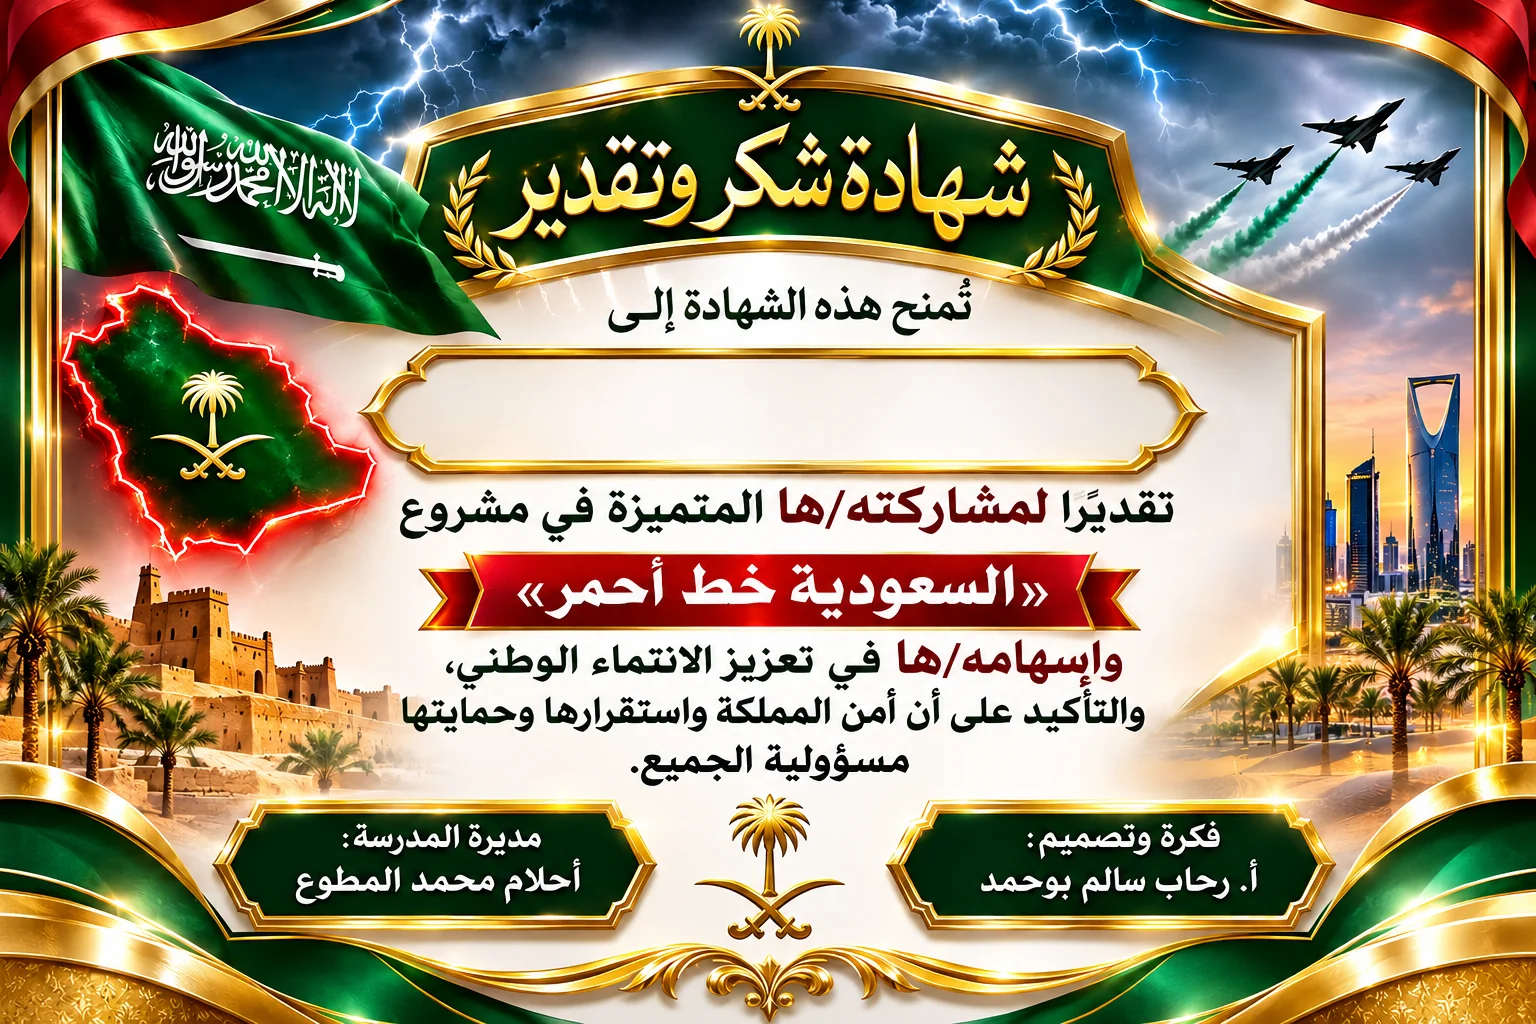 لا إله إلا الله محمد رسول الله
شهادة شكر وتقدير
تُمنح هذه الشهادة إلى
تقديرًا لمشاركته/ها المتميزة في مشروع
«السعودية خط أحمر»
وإسهامه/ها في تعزيز الانتماء الوطني،
والتأكيد على أن أمن المملكة واستقرارها وحمايتها
مسؤولية الجميع.
فكرة وتصميم:
أ. رحاب سالم بوحمد
مديرة المدرسة:
أحلام محمد المطوع